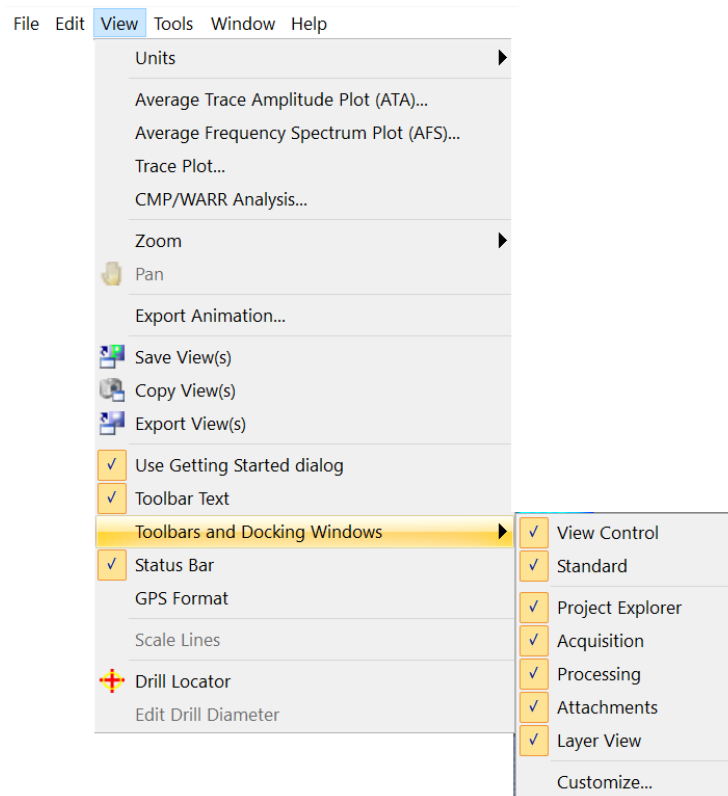 File Edit View Tools Window Help
Units
Average Trace Amplitude Plot (ATA)...
Average Frequency Spectrum Plot (AFS)...
Trace Plot...
CMP/WARR Analysis...
Zoom
Pan
Export Animation...
Save View(s)
Copy View(s)
Export View(s)
Use Getting Started dialog
Toolbar Text
Toolbars and Docking Windows
Status Bar
GPS Format
Scale Lines
Drill Locator
Edit Drill Diameter
View Control
Standard
Project Explorer
Acquisition
Processing
Attachments
Layer View
Customize...